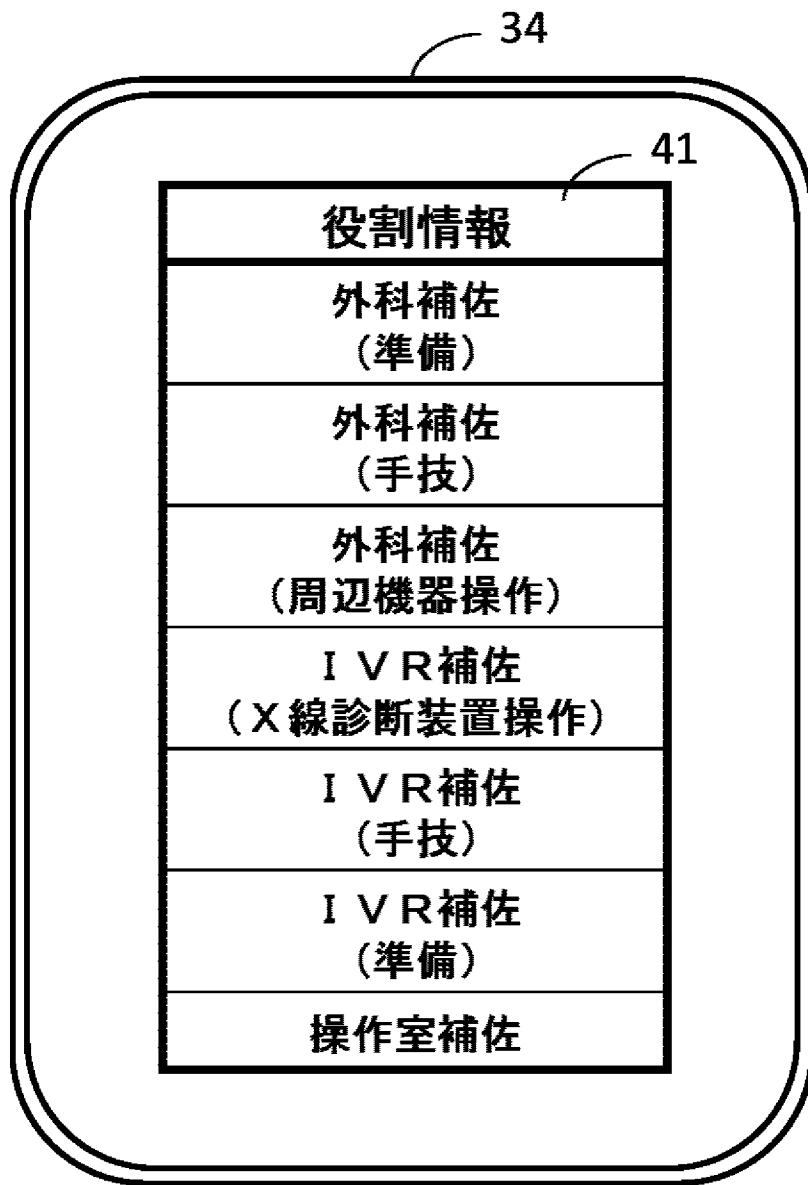 34
41
役割情報
外科補佐
(準備)
外科補佐
(手技)
外科補佐
(周辺機器操作)
ＩＶＲ補佐
(Ｘ線診断装置操作)
ＩＶＲ補佐
(手技)
ＩＶＲ補佐
(準備)
操作室補佐